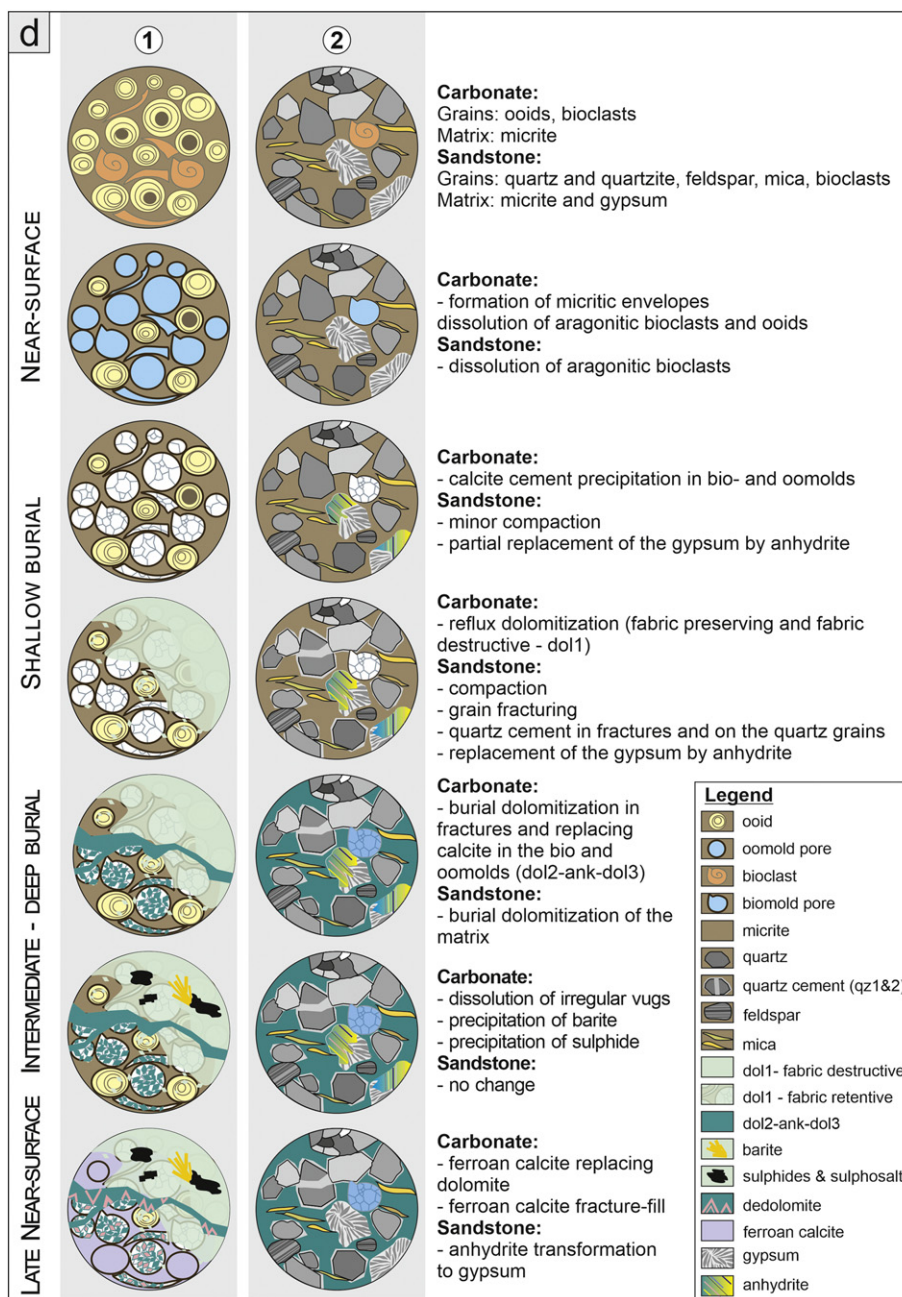 d
1
2
NEAR-SURFACE
Carbonate:
Grains: ooids, bioclasts
Matrix: micrite
Sandstone:
Grains: quartz and quartzite, feldspar, mica, bioclasts
Matrix: micrite and gypsum
Carbonate:
- formation of micritic envelopes
dissolution of aragonitic bioclasts and ooids
Sandstone:
- dissolution of aragonitic bioclasts
SHALLOW BURIAL
Carbonate:
- calcite cement precipitation in bio- and oomolds
Sandstone:
- minor compaction
- partial replacement of the gypsum by anhydrite
Carbonate:
- reflux dolomitization (fabric preserving and fabric
destructive - dol1)
Sandstone:
- compaction
- grain fracturing
- quartz cement in fractures and on the quartz grains
- replacement of the gypsum by anhydrite
INTERMEDIATE - DEEP BURIAL
Carbonate:
- burial dolomitization in
fractures and replacing
calcite in the bio and
oomolds (dol2-ank-dol3)
Sandstone:
- burial dolomitization of the
matrix
Carbonate:
- dissolution of irregular vugs
- precipitation of barite
- precipitation of sulphide
Sandstone:
- no change
LATE NEAR-SURFACE
Carbonate:
- ferroan calcite replacing
dolomite
- ferroan calcite fracture-fill
Sandstone:
- anhydrite transformation
to gypsum
Legend
ooid
oomold pore
bioclast
biomold pore
micrite
quartz
quartz cement (qz1&2)
feldspar
mica
dol1- fabric destructive
dol1 - fabric retentive
dol2-ank-dol3
barite
sulphides & sulphosalt
dedolomite
ferroan calcite
gypsum
anhydrite